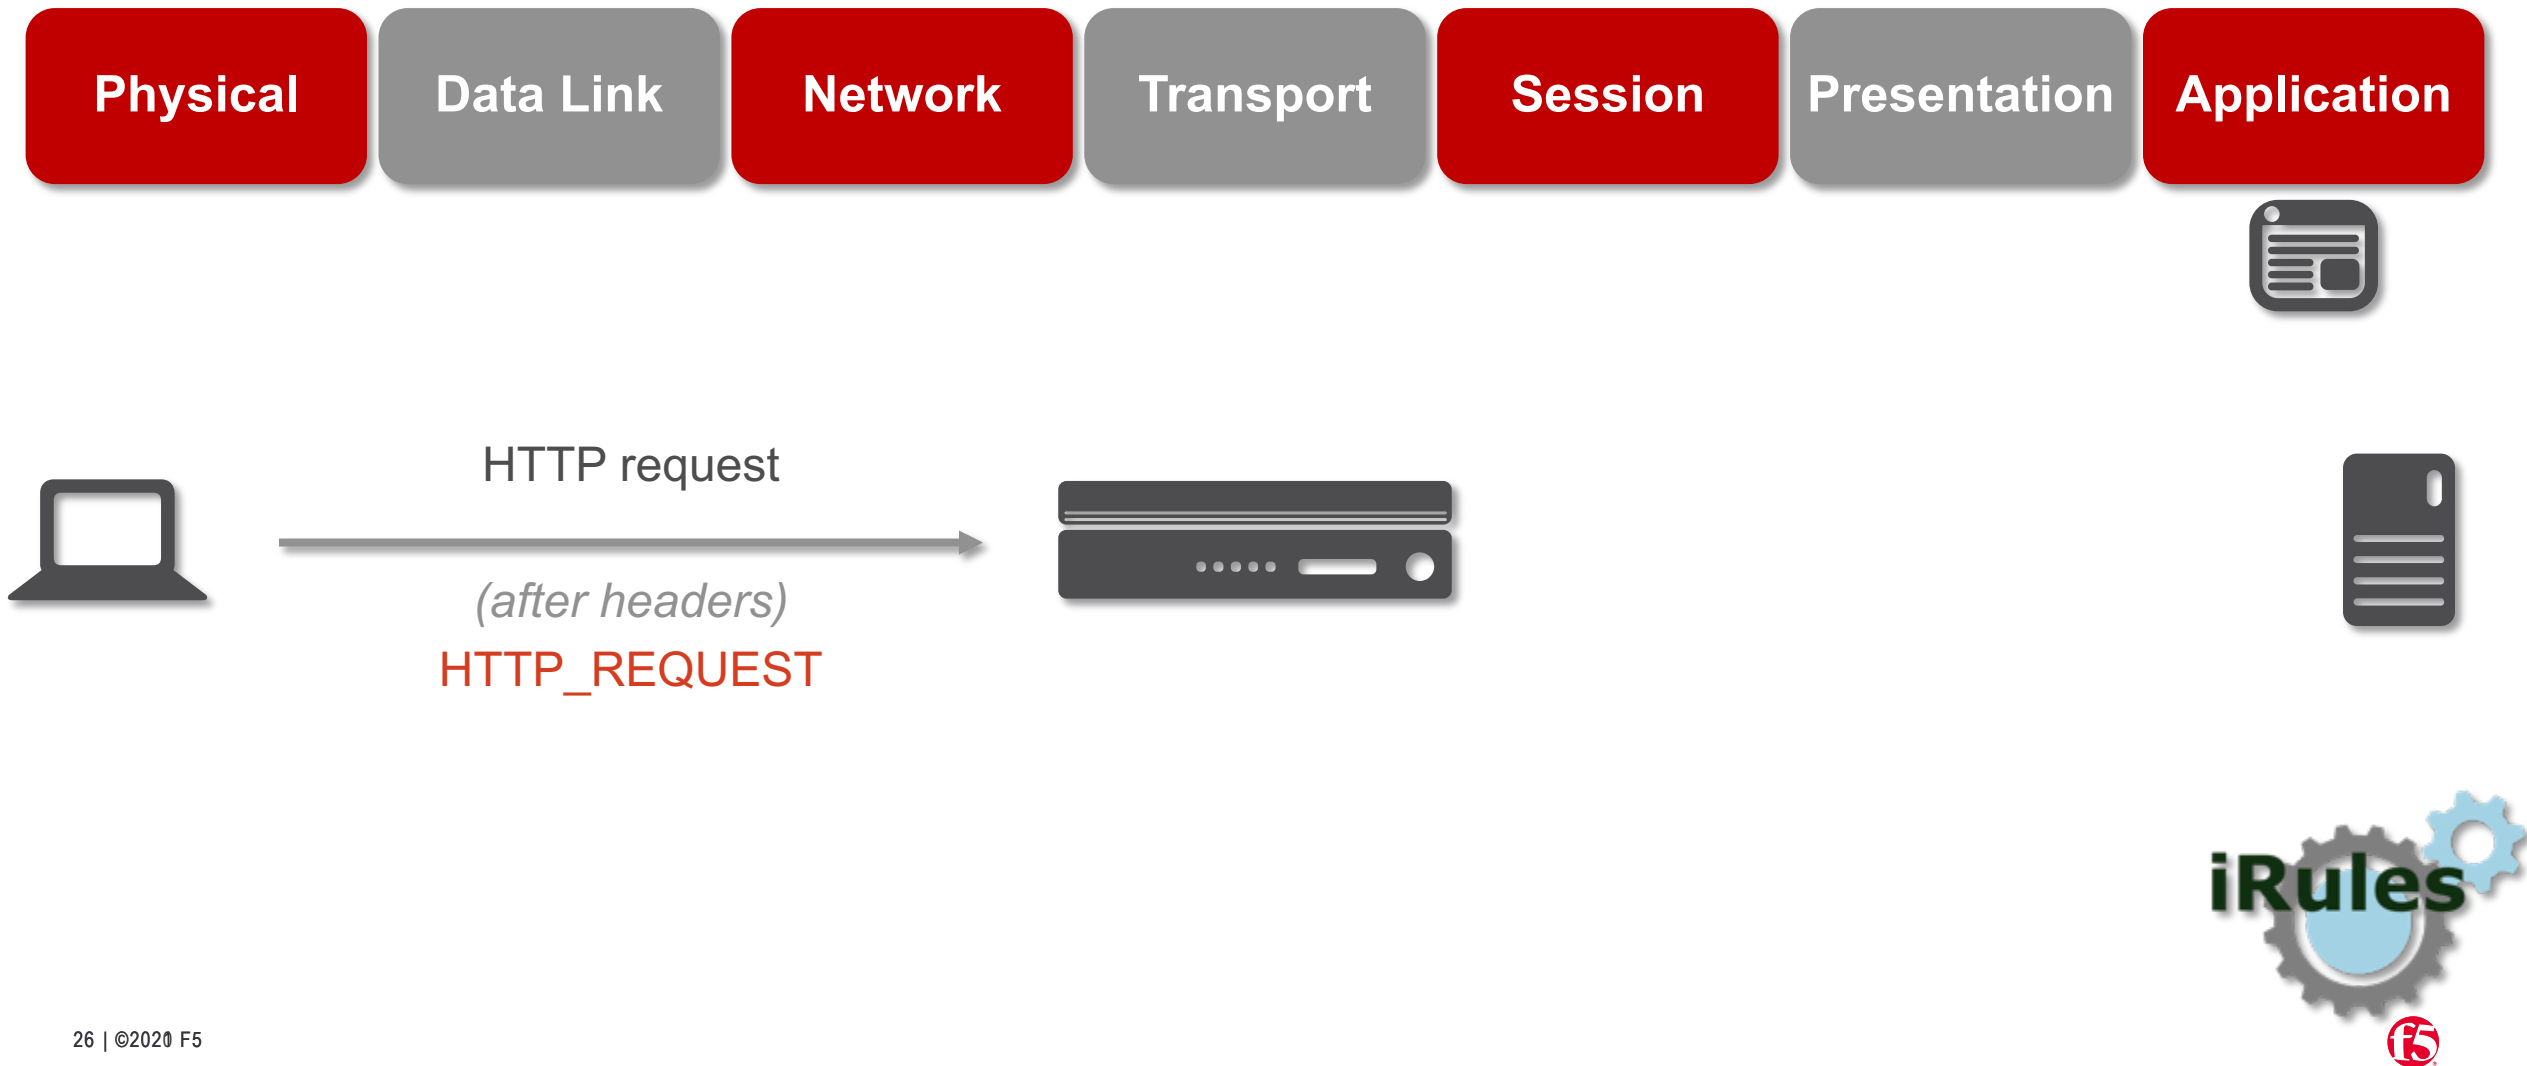 Physical
Data Link
Network
Transport
Session
Presentation
Application
HTTP request
(after headers)
HTTP_REQUEST
iRules
26 | ©2020 F5
f5